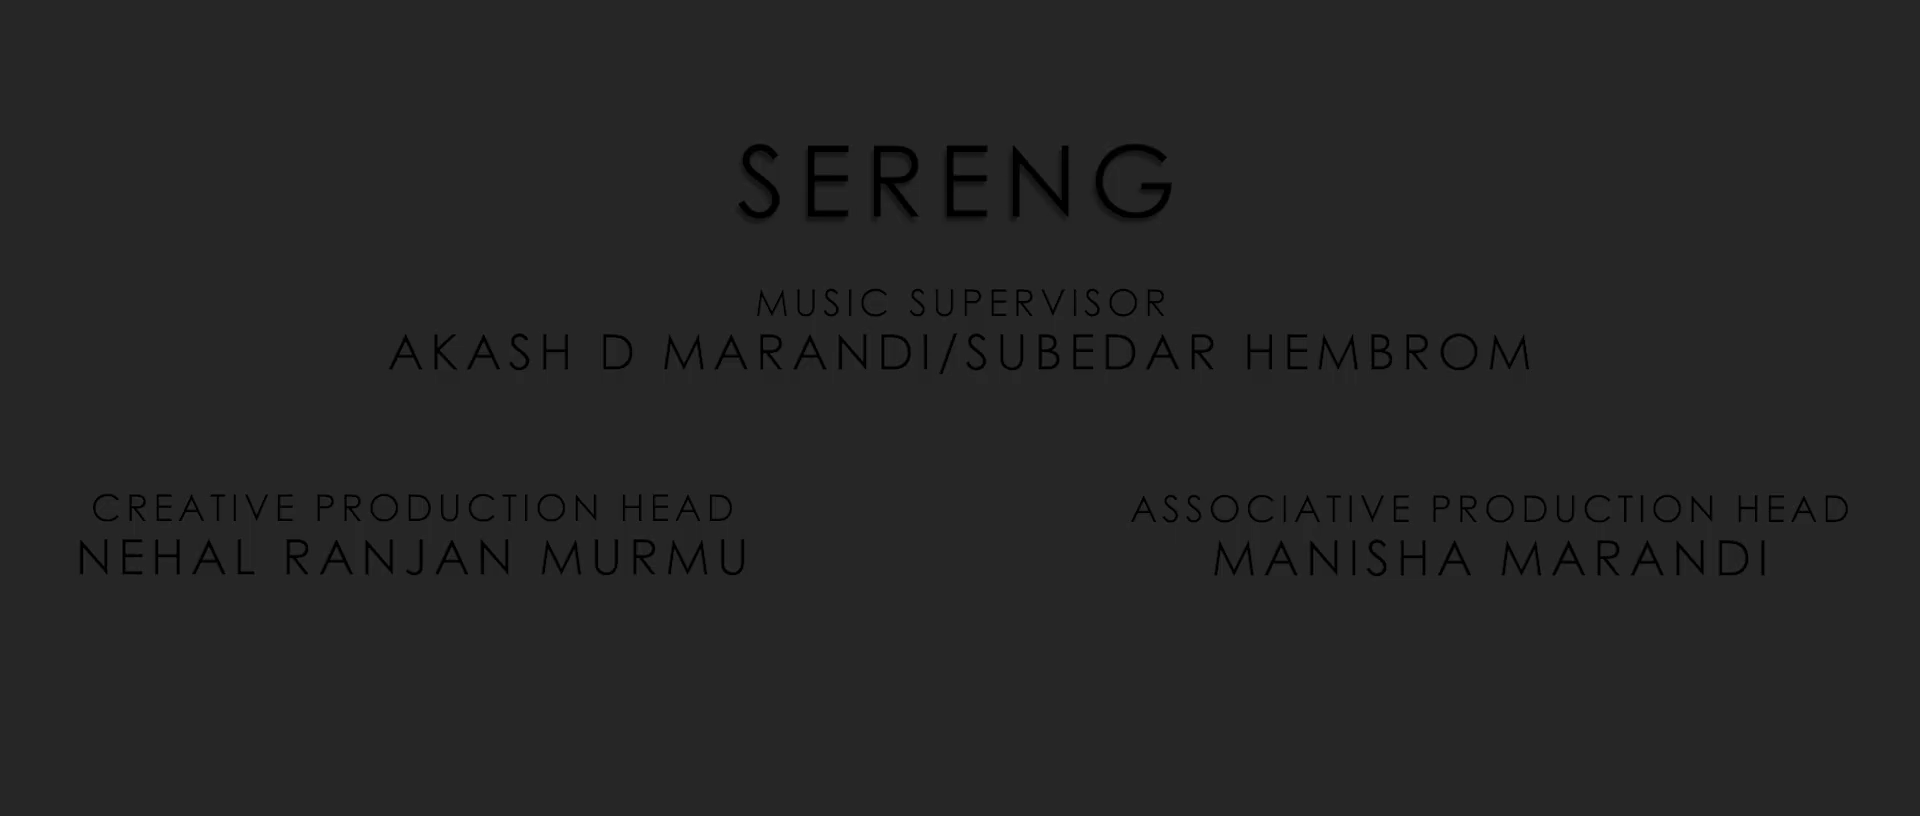 SERENG
MUSIC SUPERVISOR
AKASH D MARANDI/SUBEDAR HEMBROM
CREATIVE PRODUCTION HEAD
NEHAL RANJAN MURMU
ASSOCIATIVE PRODUCTION HEAD
MANISHA MARANDI